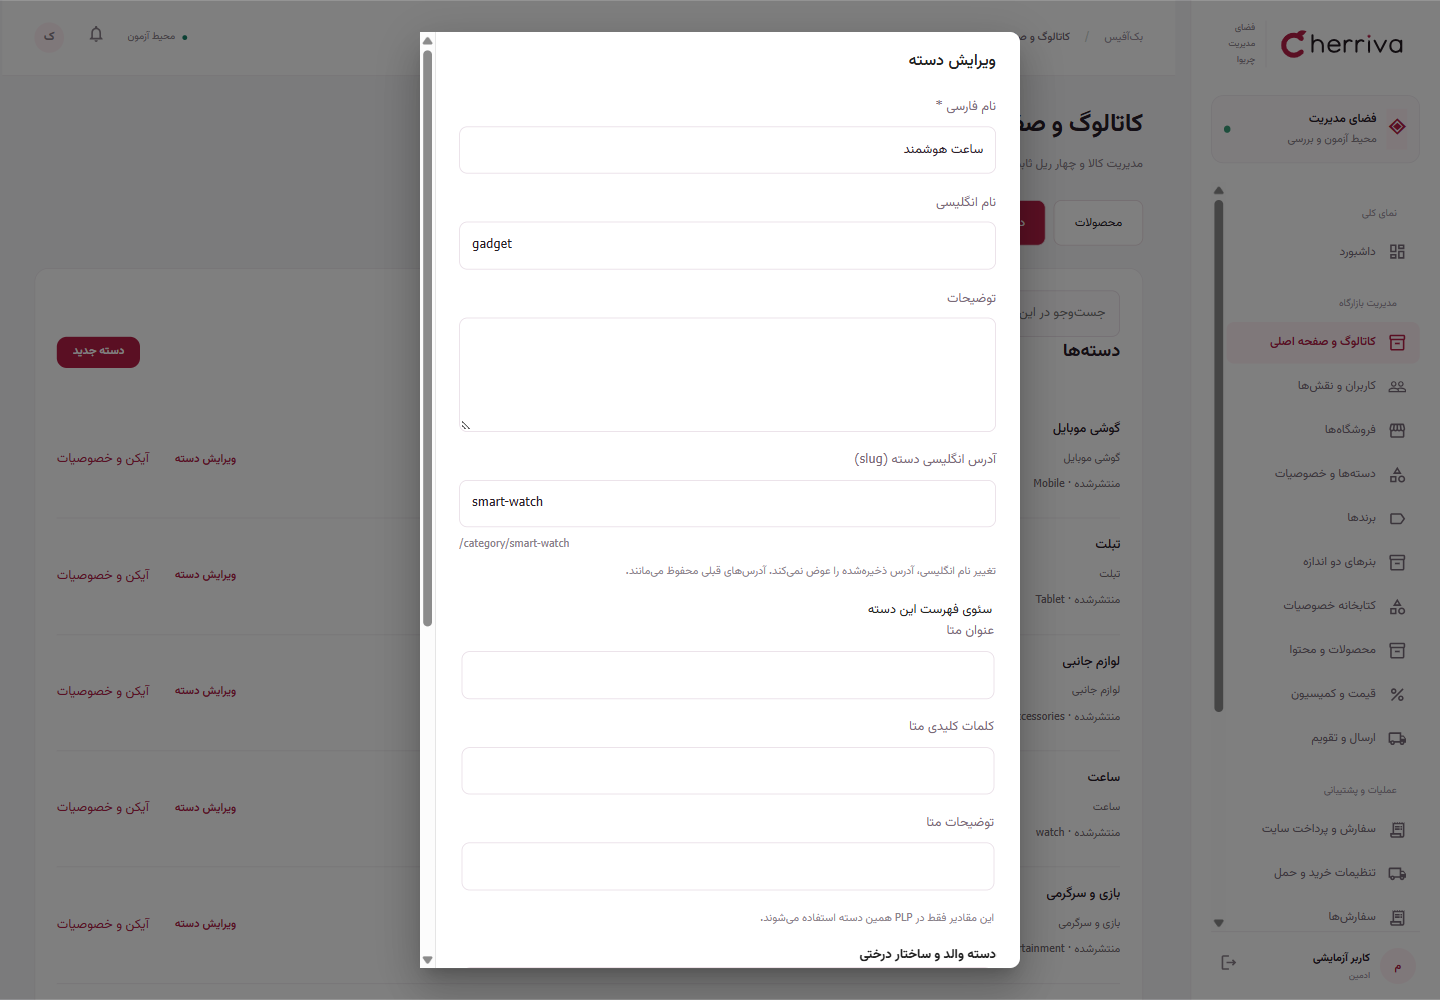 herriva
فضای
مدیریت
چریوا
فضای مدیریت
محیط آزمون و بررسی
نمای کلی
داشبورد
مدیریت بازارگاه
کاتالوگ و صفحه اصلی
کاربران و نقش‌ها
فروشگاه‌ها
دسته‌ها و خصوصیات
برندها
بنرهای دو اندازه
کتابخانه خصوصیات
محصولات و محتوا
قیمت و کمیسیون
ارسال و تقویم
عملیات و پشتیبانی
سفارش و پرداخت سایت
تنظیمات خرید و حمل
سفارش‌ها
کاربر آزمایشی
ادمین
م
بک‌آفیس / کاتالوگ و ص
محیط آزمون
ک
کاتالوگ و صف
مدیریت کالا و چهار ریل ثاب
محصولات
د
جست‌وجو در این
دسته‌ها
دسته جدید
گوشی موبایل
گوشی موبایل
منتشرشده · Mobile
ویرایش دسته
آیکن و خصوصیات
تبلت
تبلت
منتشرشده · Tablet
ویرایش دسته
آیکن و خصوصیات
لوازم جانبی
لوازم جانبی
منتشرشده · ccessories
ویرایش دسته
آیکن و خصوصیات
ساعت
ساعت
منتشرشده · watch
ویرایش دسته
آیکن و خصوصیات
بازی و سرگرمی
بازی و سرگرمی
منتشرشده · rtainment
ویرایش دسته
آیکن و خصوصیات
ویرایش دسته
نام فارسی *
ساعت هوشمند
نام انگلیسی
gadget
توضیحات
آدرس انگلیسی دسته (slug)
smart-watch
/category/smart-watch
تغییر نام انگلیسی، آدرس ذخیره‌شده را عوض نمی‌کند. آدرس‌های قبلی محفوظ می‌مانند.
سئوی فهرست این دسته
عنوان متا
کلمات کلیدی متا
توضیحات متا
این مقادیر فقط در PLP همین دسته استفاده می‌شوند.
دسته والد و ساختار درختی